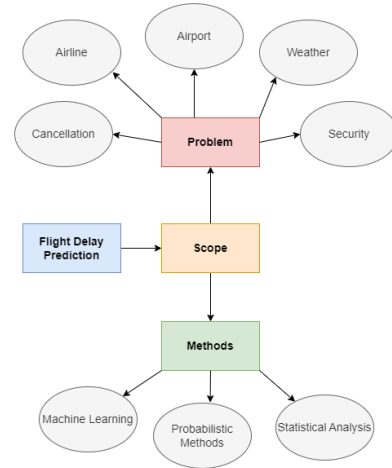 Airport
Airline
Weather
Cancellation
Security
Problem
Flight Delay
Prediction
Scope
Methods
Machine Learning
Probabilistic
Methods
Statistical Analysis